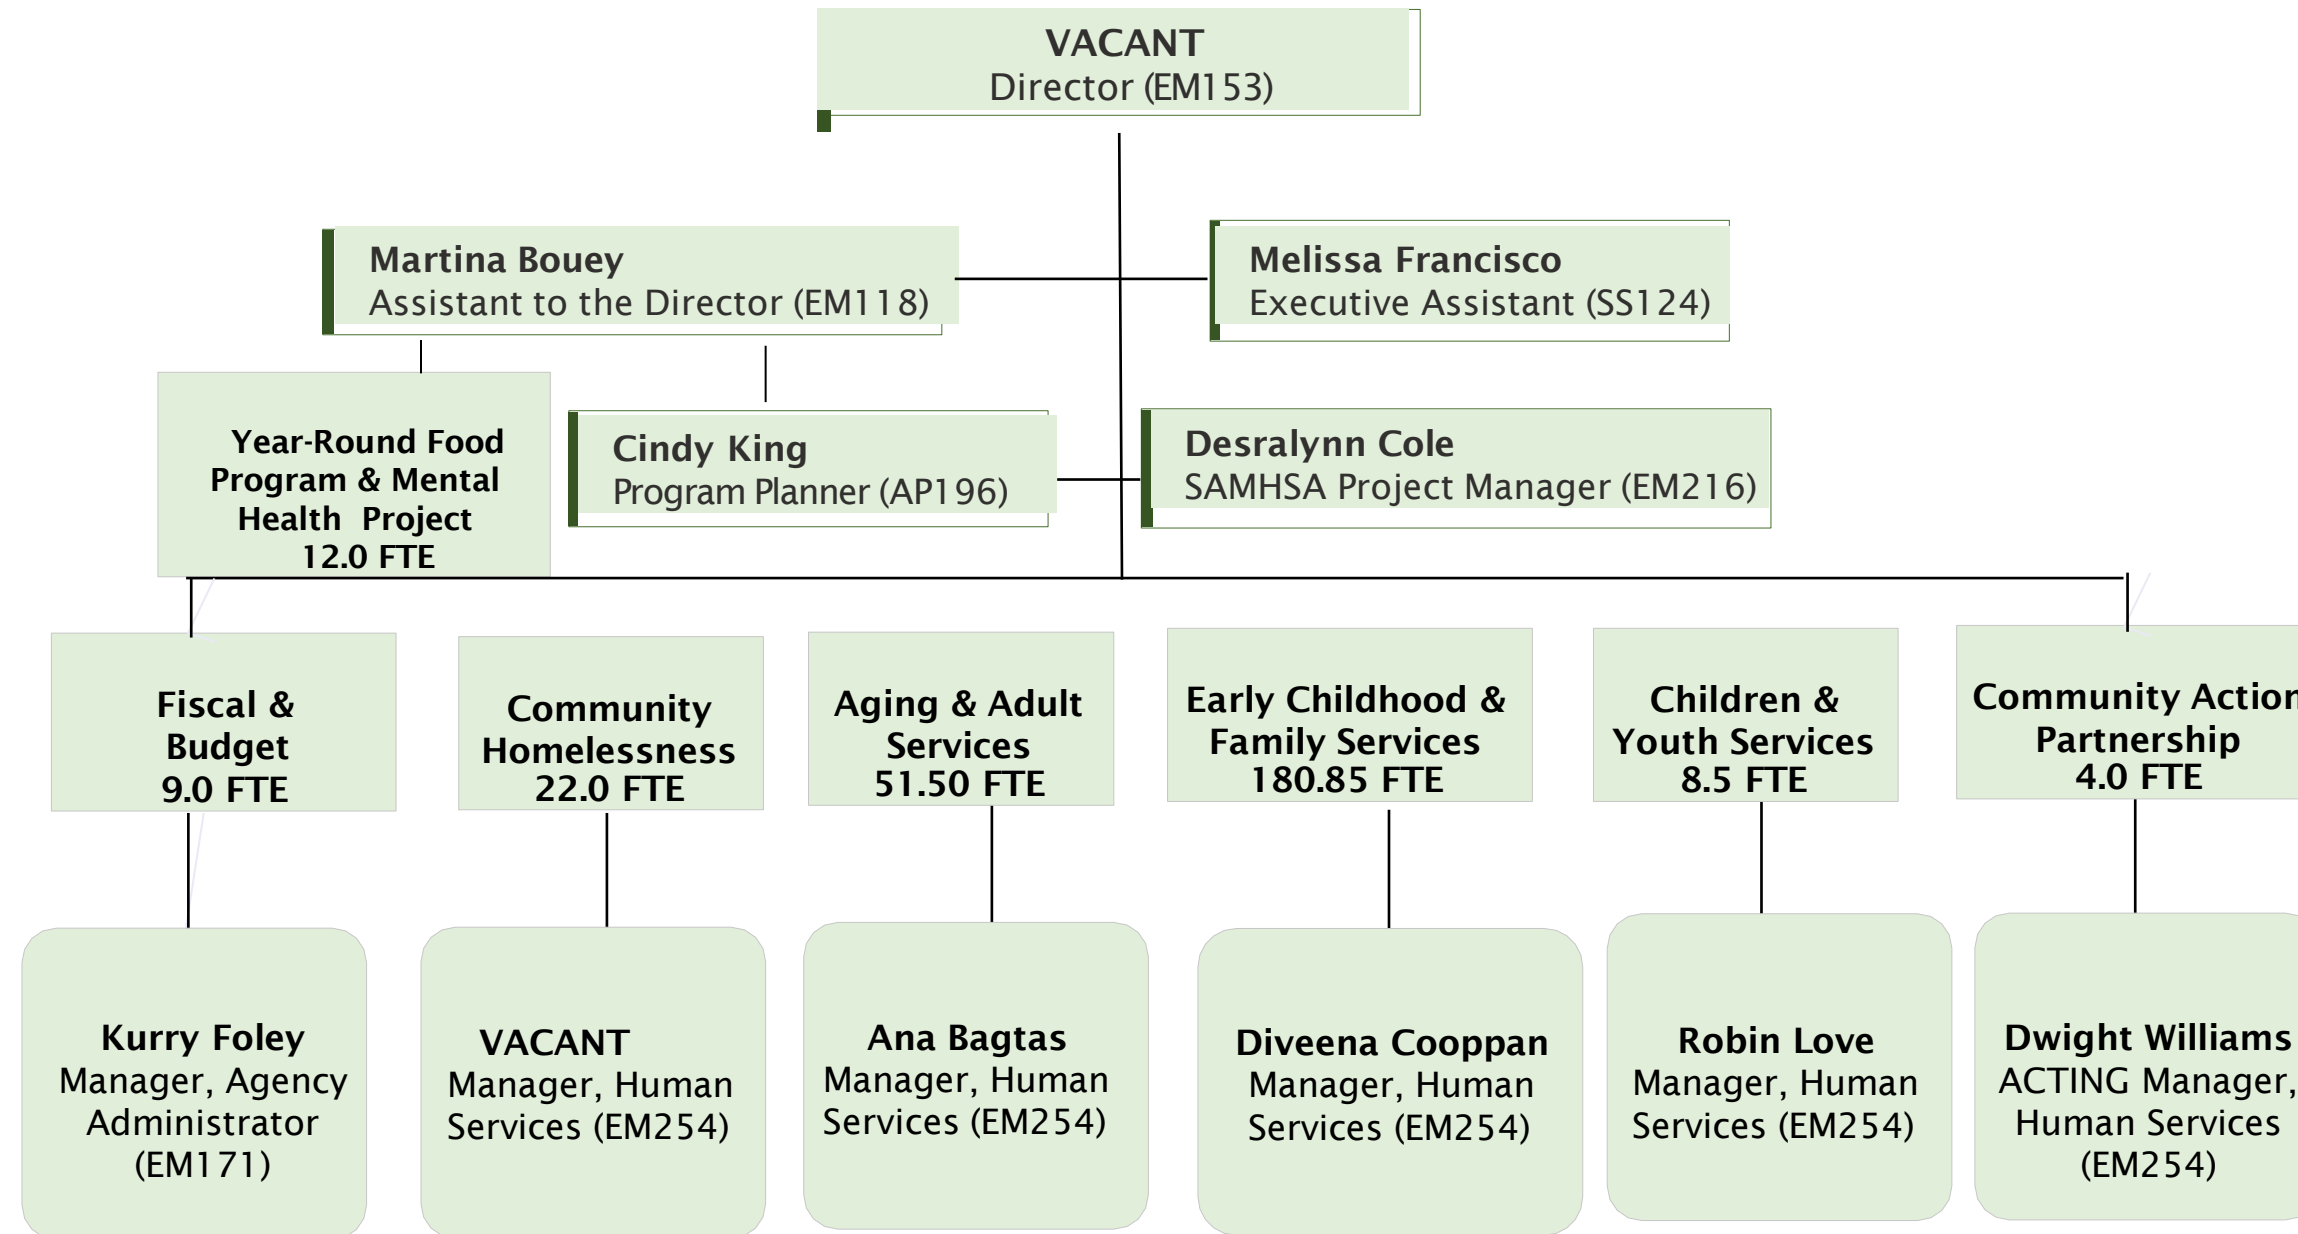 VACANT
Director (EM153)
Martina Bouey
Assistant to the Director (EM118)
Melissa Francisco
Executive Assistant (SS124)
Year-Round Food
Program & Mental
Health Project
12.0 FTE
Cindy King
Program Planner (AP196)
Desralynn Cole
SAMHSA Project Manager (EM216)
Fiscal &
Budget
9.0 FTE
Community
Homelessness
22.0 FTE
Aging & Adult
Services
51.50 FTE
Early Childhood &
Family Services
180.85 FTE
Children &
Youth Services
8.5 FTE
Community Action
Partnership
4.0 FTE
Kurry Foley
Manager, Agency
Administrator
(EM171)
VACANT
Manager, Human
Services (EM254)
Ana Bagtas
Manager, Human
Services (EM254)
Diveena Cooppan
Manager, Human
Services (EM254)
Robin Love
Manager, Human
Services (EM254)
Dwight Williams
ACTING Manager,
Human Services
(EM254)